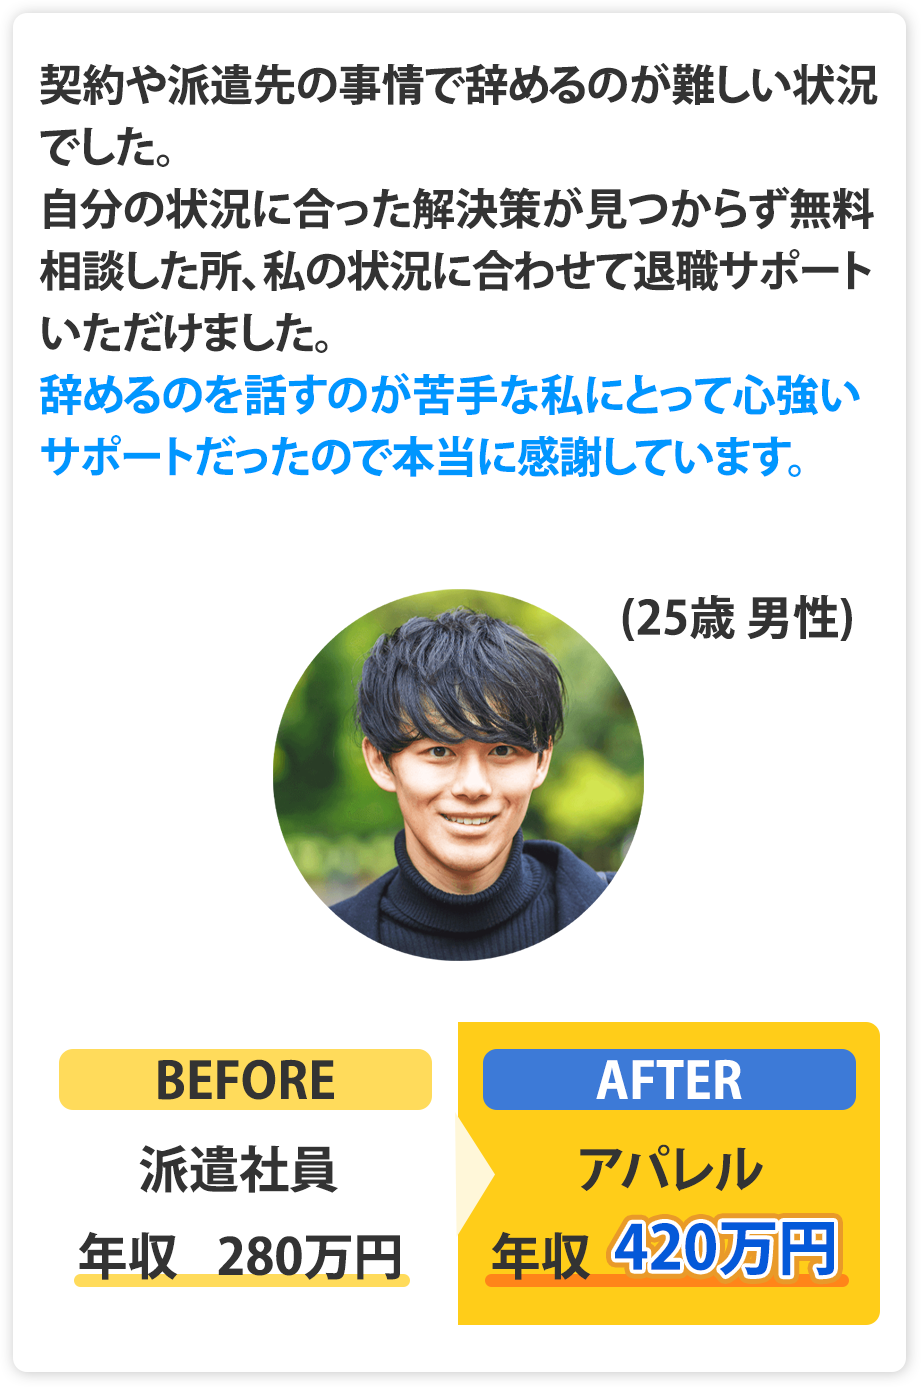 契約や派遣先の事情で辞めるのが難しい状況
でした。
自分の状況に合った解決策が見つからず無料
相談した所、私の状況に合わせて退職サポート
いただけました。
辞めるのを話すのが苦手な私にとって心強い
サポートだったので本当に感謝しています。
(25歳 男性)
BEFORE
派遣社員
年収 280万円
AFTER
アパレル
年収 420万円